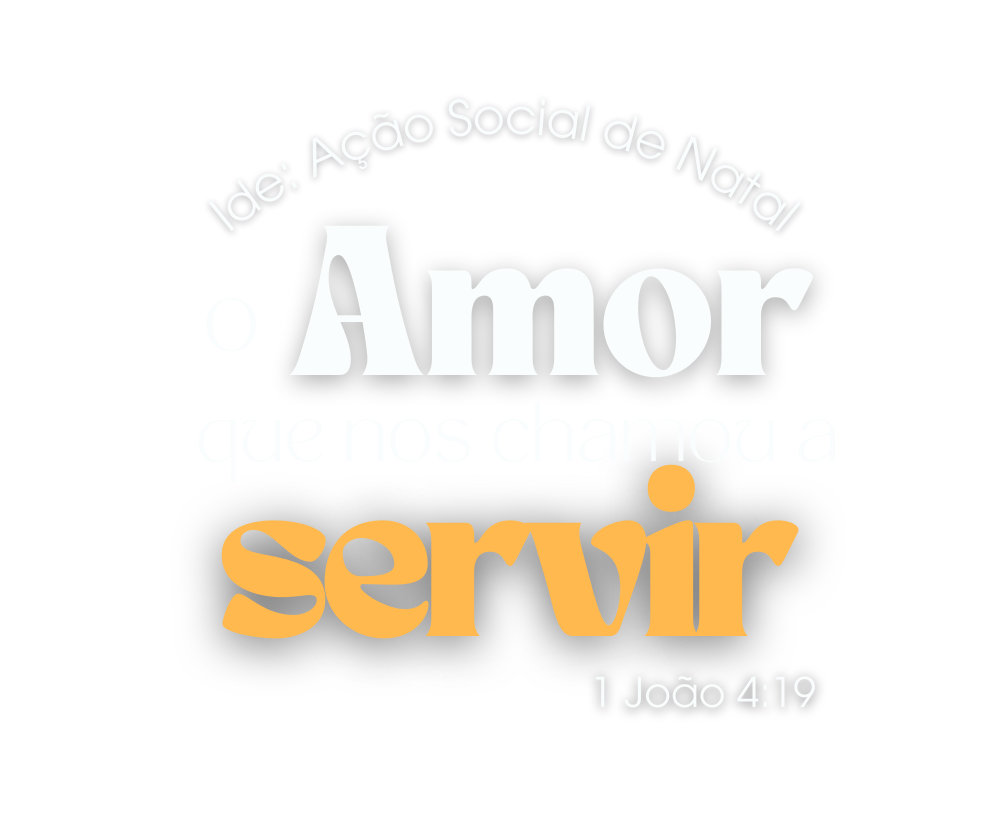 Ide: Ação Social de Natal
o Amor
que nos chamou a
servir
1 João 4:19